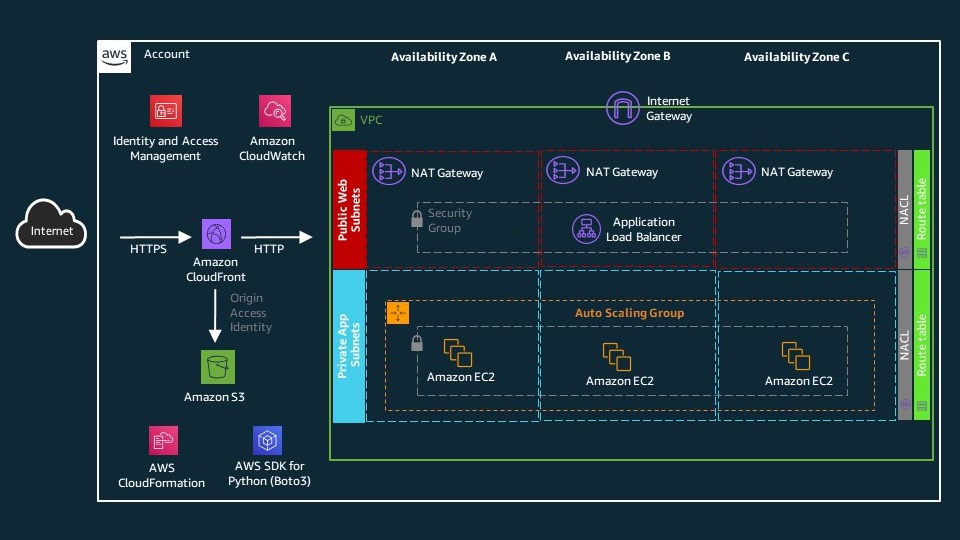 aws
Account
Availability Zone A
Availability Zone B
Availability Zone C
Internet
Gateway
VPC
Identity and Access
Management
Amazon
CloudWatch
Public Web
Subnets
NAT Gateway
NAT Gateway
NAT Gateway
NACL
Route table
Security
Group
Application
Load Balancer
Internet
HTTPS
Amazon
CloudFront
HTTP
Origin
Access
Identity
Private App
Subnets
Auto Scaling Group
Amazon EC2
Amazon EC2
Amazon EC2
NACL
Route table
Amazon S3
AWS
CloudFormation
AWS SDK for
Python (Boto3)